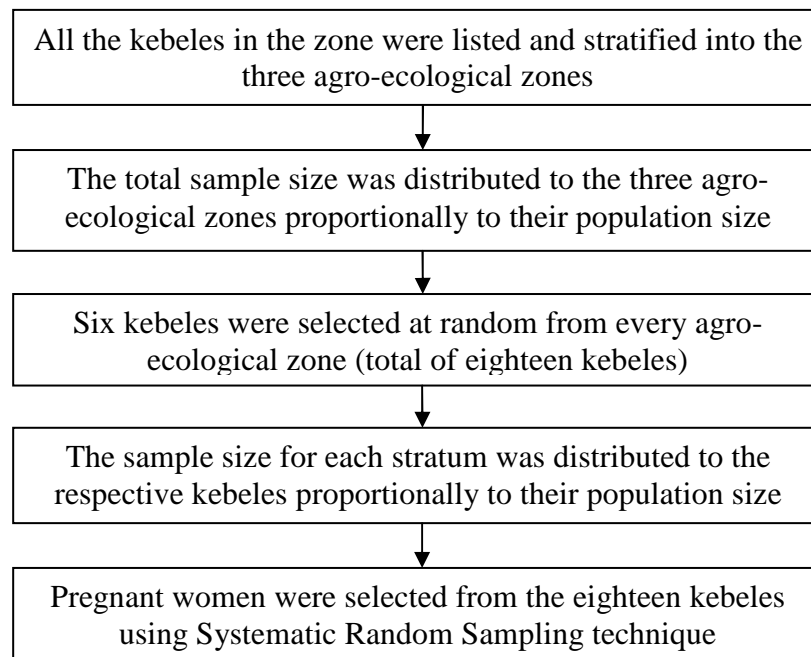 All the kebeles in the zone were listed and stratified into the
three agro-ecological zones
The total sample size was distributed to the three agro-
ecological zones proportionally to their population size
Six kebeles were selected at random from every agro-
ecological zone (total of eighteen kebeles)
The sample size for each stratum was distributed to the
respective kebeles proportionally to their population size
Pregnant women were selected from the eighteen kebeles
using Systematic Random Sampling technique